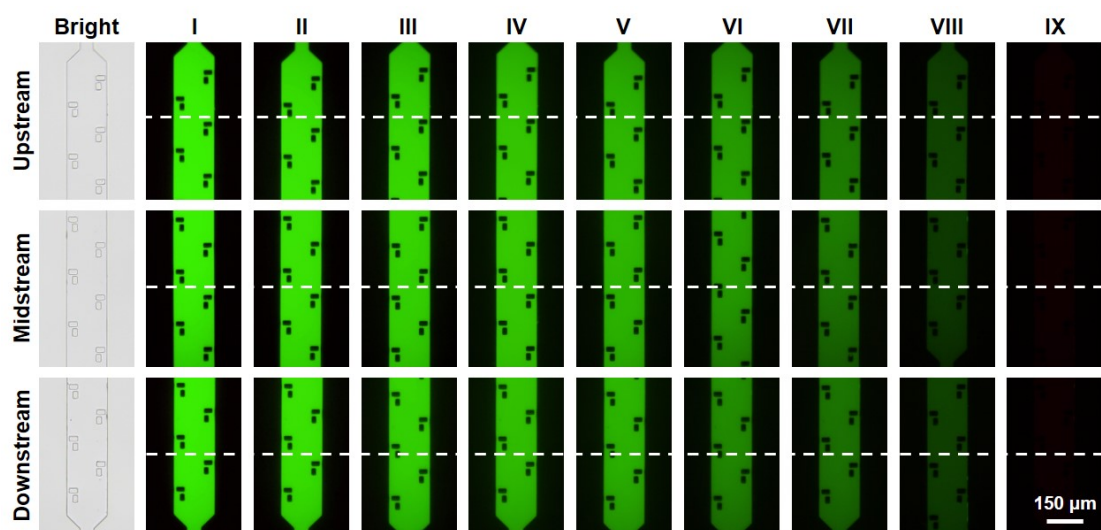 Bright I II III IV V VI VII VIII IX
Upstream
Midstream
Downstream
150 μm